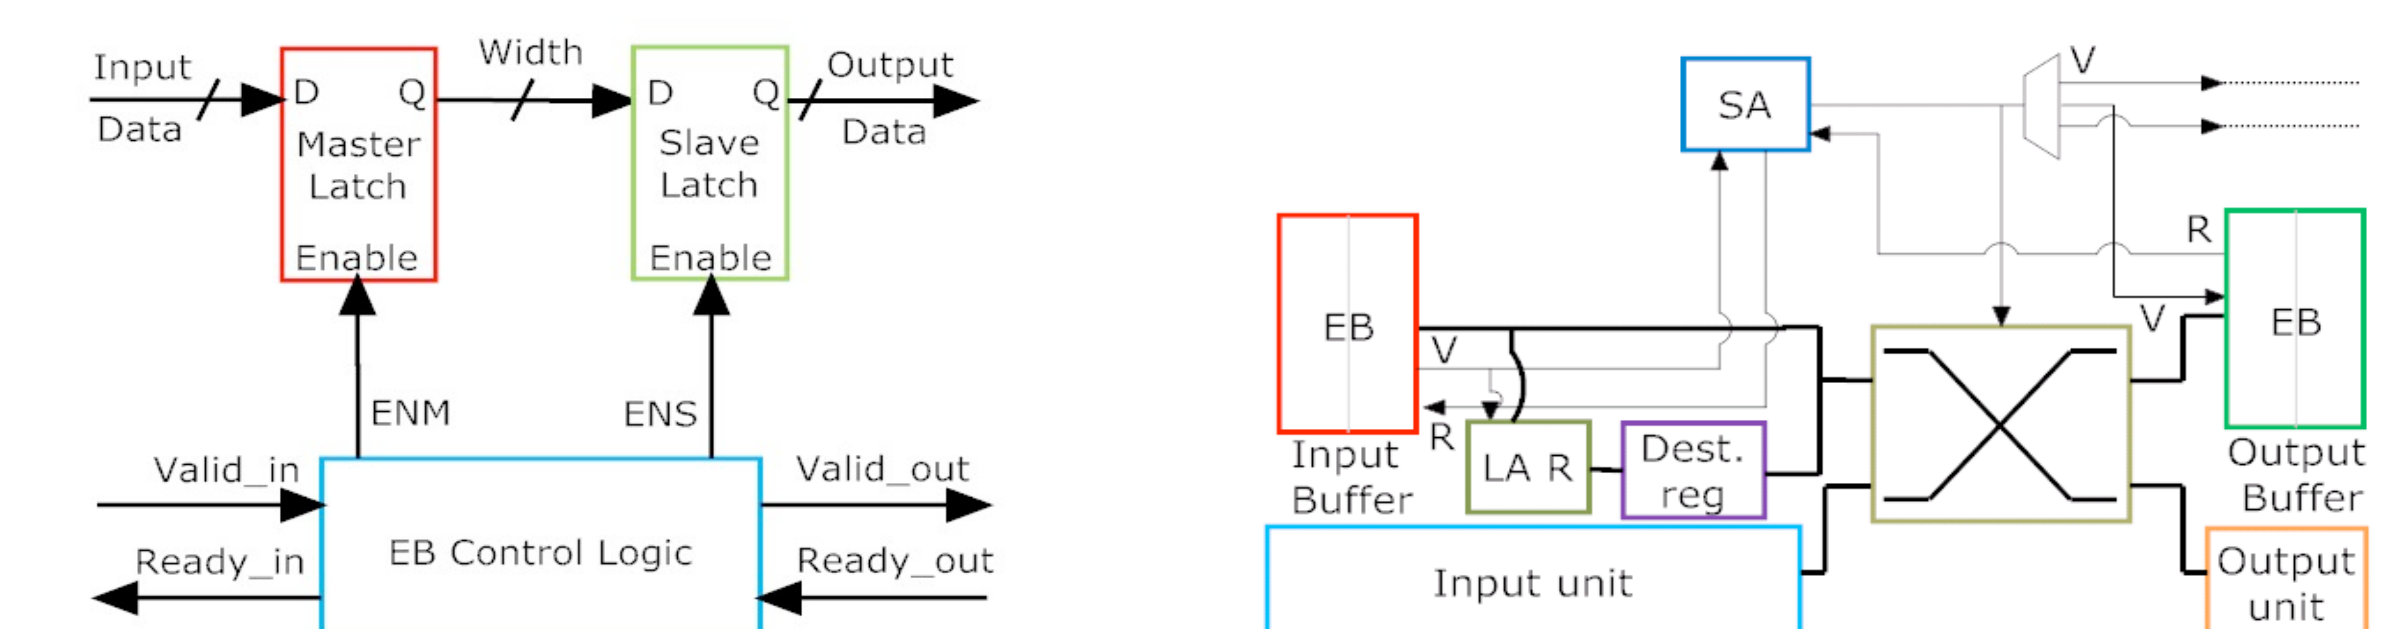 Input
Data
D Q
Master
Latch
Enable
Width
D Q
Slave
Latch
Enable
Output
Data
ENM
ENS
Valid_in
Ready_in
EB Control Logic
Valid_out
Ready_out
SA
V
R
EB
V
R
Input
Buffer
LA R
Dest.
reg
V
EB
Output
Buffer
Input unit
Output
unit